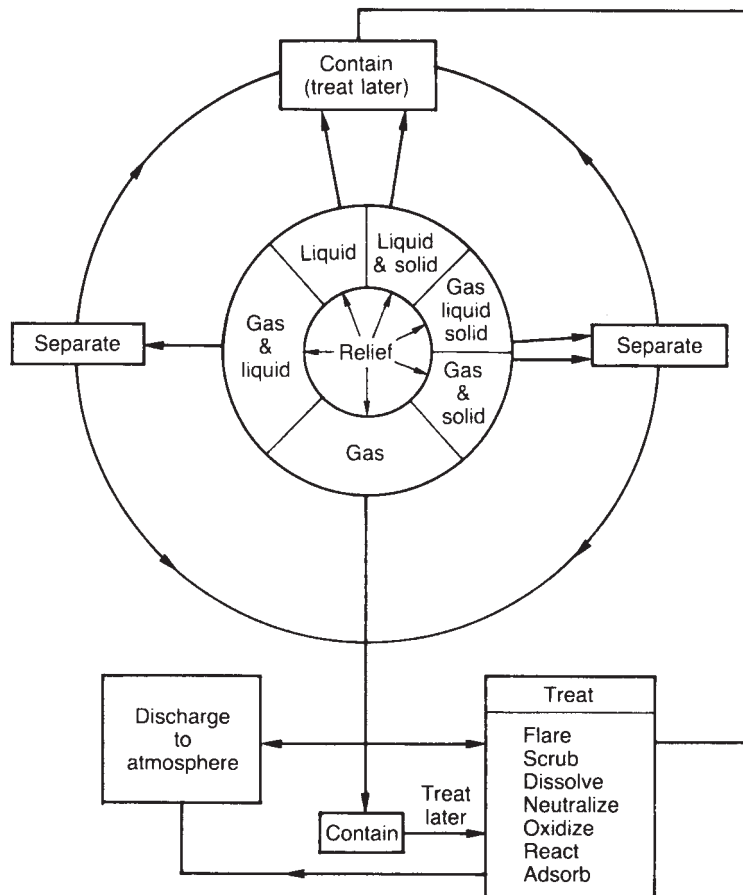 Contain
(treat later)
Liquid
Liquid
& solid
Gas
liquid
solid
Gas
&
liquid
Relief
Gas
&
solid
Gas
Separate
Separate
Discharge
to
atmosphere
Treat
later
Contain
Treat
Flare
Scrub
Dissolve
Neutralize
Oxidize
React
Adsorb